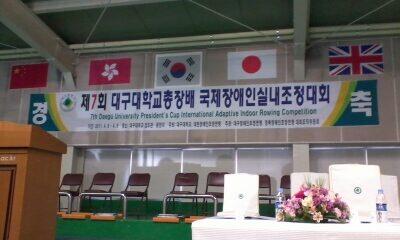 제7회 대구대학교총장배 국제장애인실내조정대회
7th Daegu University President's Cup International Adaptive Indoor Rowing Competition
경
축